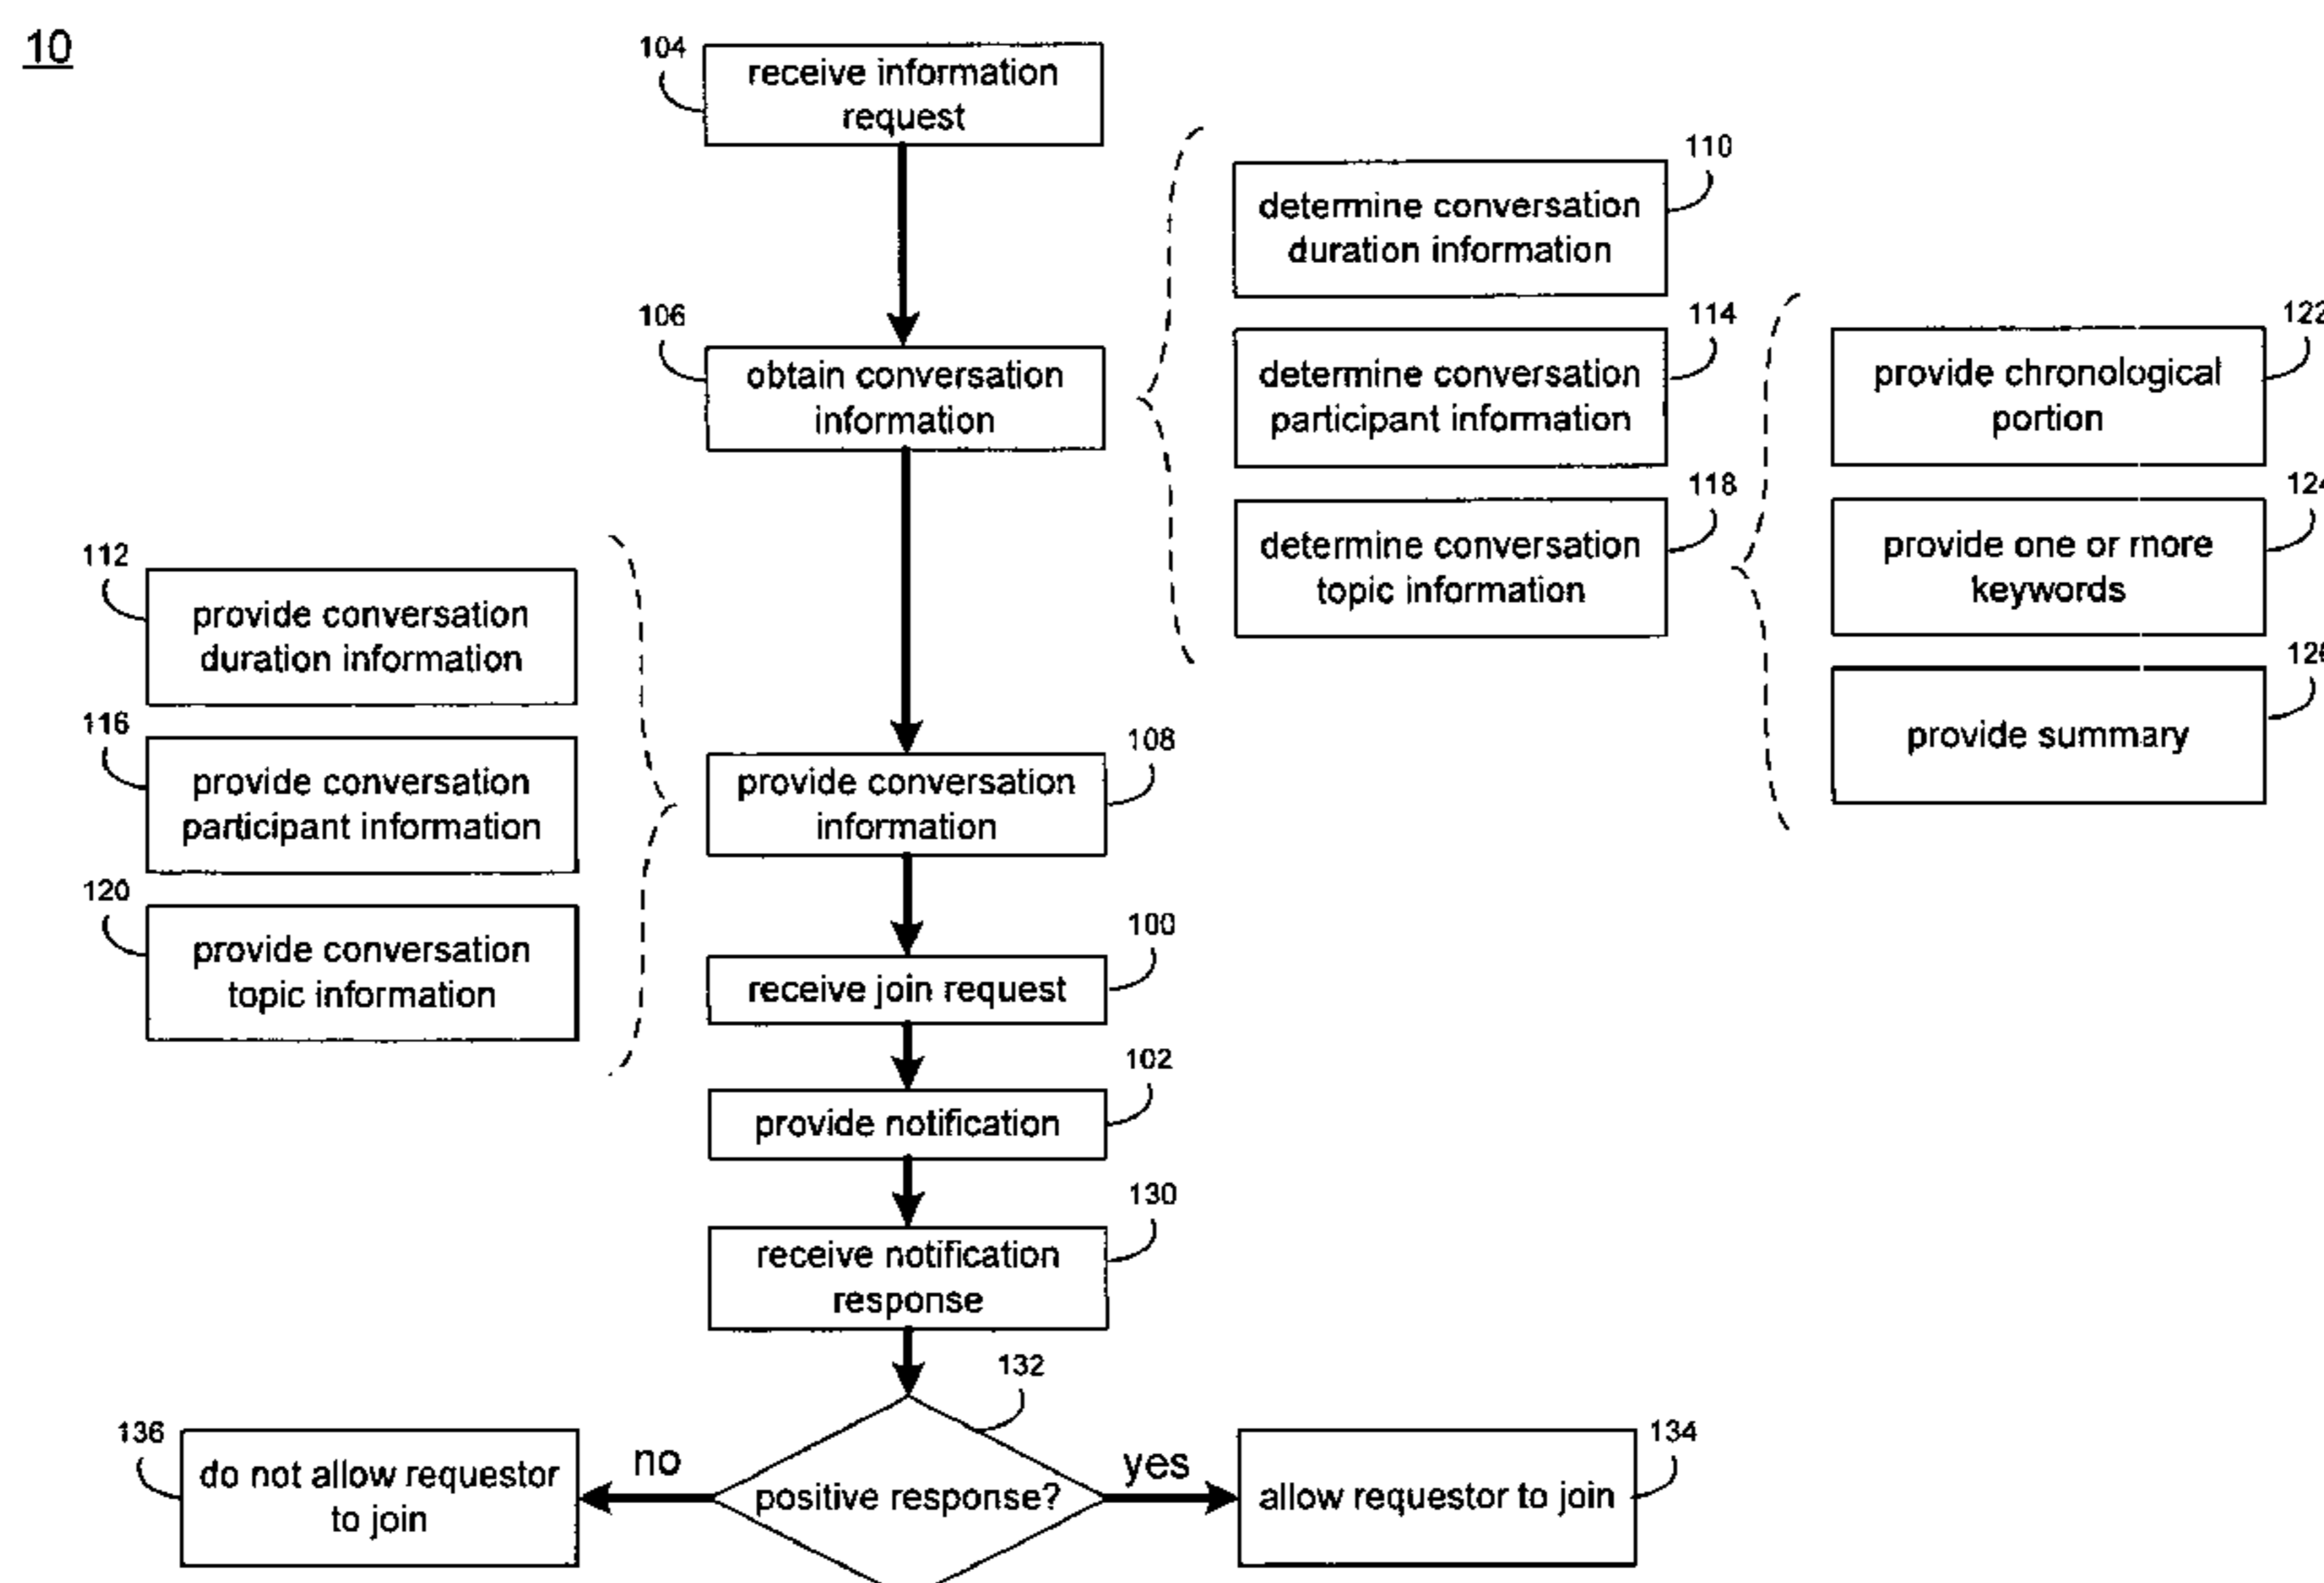 10
104
receive information
request
106
obtain conversation
information
110
determine conversation
duration information
114
determine conversation
participant information
118
determine conversation
topic information
122
provide chronological
portion
124
provide one or more
keywords
126
provide summary
112
provide conversation
duration information
116
provide conversation
participant information
120
provide conversation
topic information
108
provide conversation
information
100
receive join request
102
provide notification
130
receive notification
response
132
positive response?
no
yes
136
do not allow requestor
to join
134
allow requestor to join